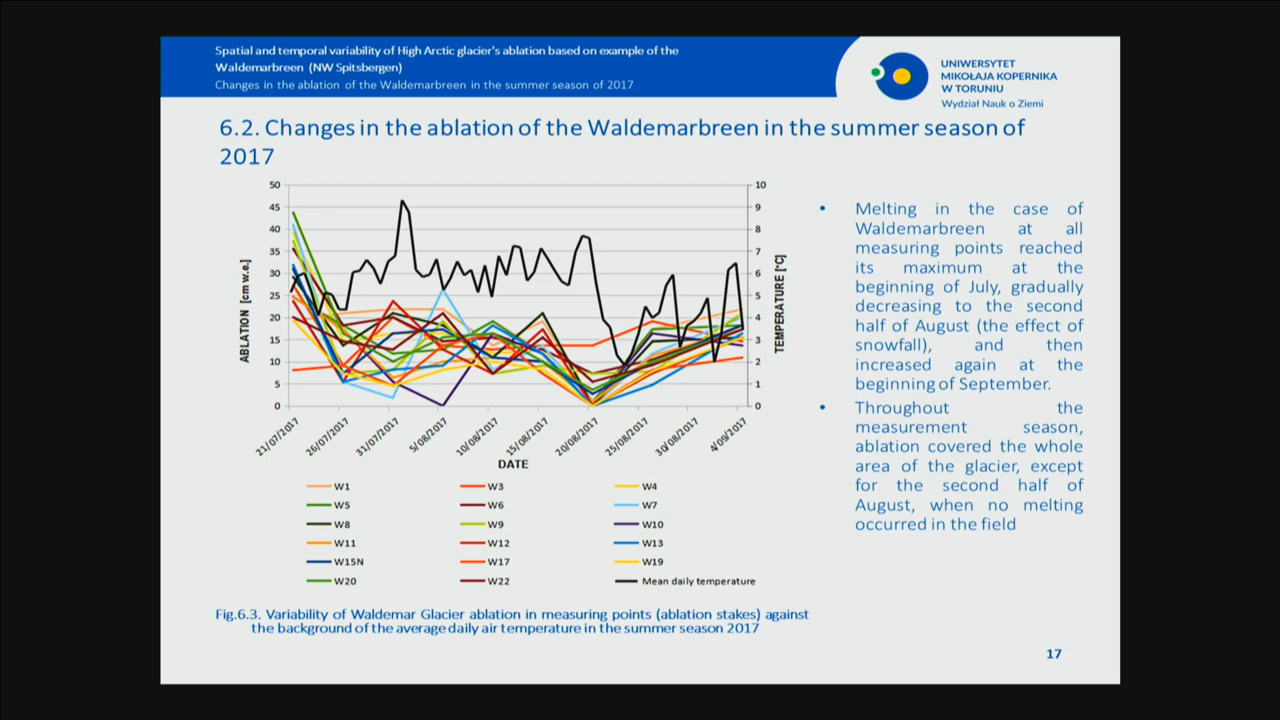 Spatial and temporal variability of High Arctic glacier's ablation based on example of the
Waldemarbreen (NW Spitsbergen)
Changes in the ablation of the Waldemarbreen in the summer season of 2017
UNIWERSYTET
MIKOŁAJA KOPERNIKA
W TORUNIU
Wydział Nauk o Ziemi
6.2. Changes in the ablation of the Waldemarbreen in the summer season of
2017
50
45
40
35
30
25
20
15
10
5
0
ABLATION [cm w.e.]
10
9
8
7
6
5
4
3
2
1
0
TEMPERATURE [°C]
21/07/2017
26/07/2017
31/07/2017
5/08/2017
10/08/2017
15/08/2017
20/08/2017
25/08/2017
30/08/2017
4/09/2017
DATE
W1 W3 W4
W5 W6 W7
W8 W9 W10
W11 W12 W13
W15N W17 W19
W20 W22 Mean daily temperature
Fig.6.3. Variability of Waldemar Glacier ablation in measuring points (ablation stakes) against
the background of the average daily air temperature in the summer season 2017
• Melting in the case of
Waldemarbreen at all
measuring points reached
its maximum at the
beginning of July, gradually
decreasing to the second
half of August (the effect of
snowfall), and then
increased again at the
beginning of September.
• Throughout the
measurement season,
ablation covered the whole
area of the glacier, except
for the second half of
August, when no melting
occurred in the field
17